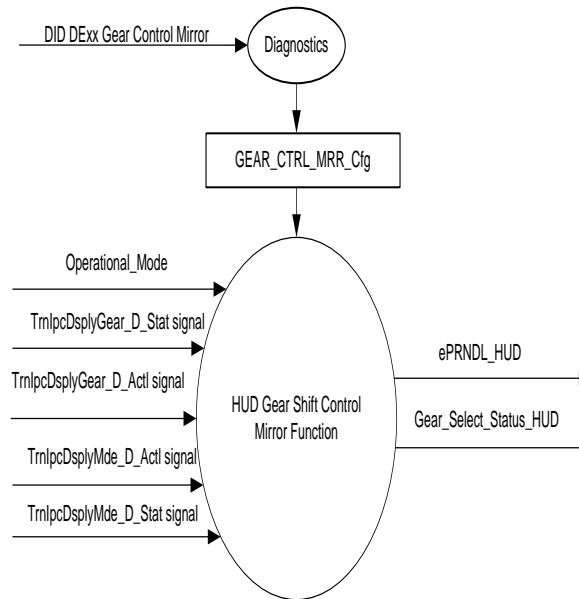 DID DExx Gear Control Mirror
Diagnostics
GEAR_CTRL_MRR_Cfg
Operational_Mode
TrnIpcDsplyGear_D_Stat signal
TrnIpcDsplyGear_D_Actl signal
TrnIpcDsplyMde_D_Actl signal
TrnIpcDsplyMde_D_Stat signal
HUD Gear Shift Control
Mirror Function
ePRNDL_HUD
Gear_Select_Status_HUD